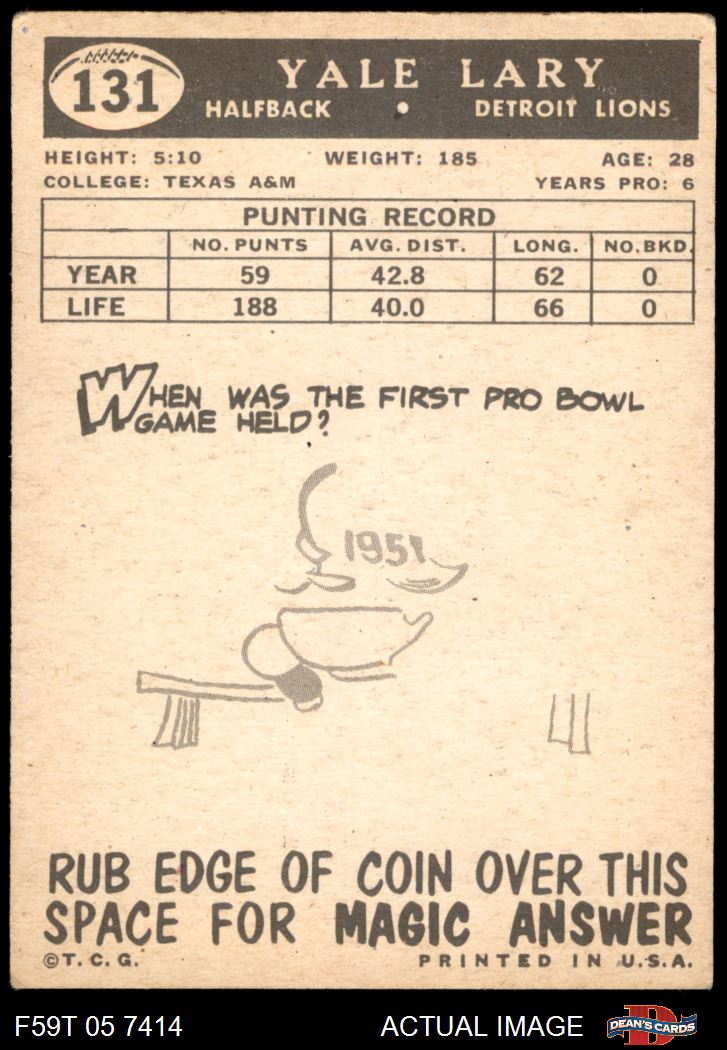 131
YALE LARY
HALFBACK • DETROIT LIONS
HEIGHT: 5:10 WEIGHT: 185 AGE: 28
COLLEGE: TEXAS A&M YEARS PRO: 6
PUNTING RECORD
NO. PUNTS AVG. DIST. LONG. NO. BKD.
YEAR 59 42.8 62 0
LIFE 188 40.0 66 0
WHEN WAS THE FIRST PRO BOWL
GAME HELD?
1951
RUB EDGE OF COIN OVER THIS
SPACE FOR MAGIC ANSWER
©T.C.G. PRINTED IN U.S.A.
F59T 05 7414 ACTUAL IMAGE DEAN'S CARDS